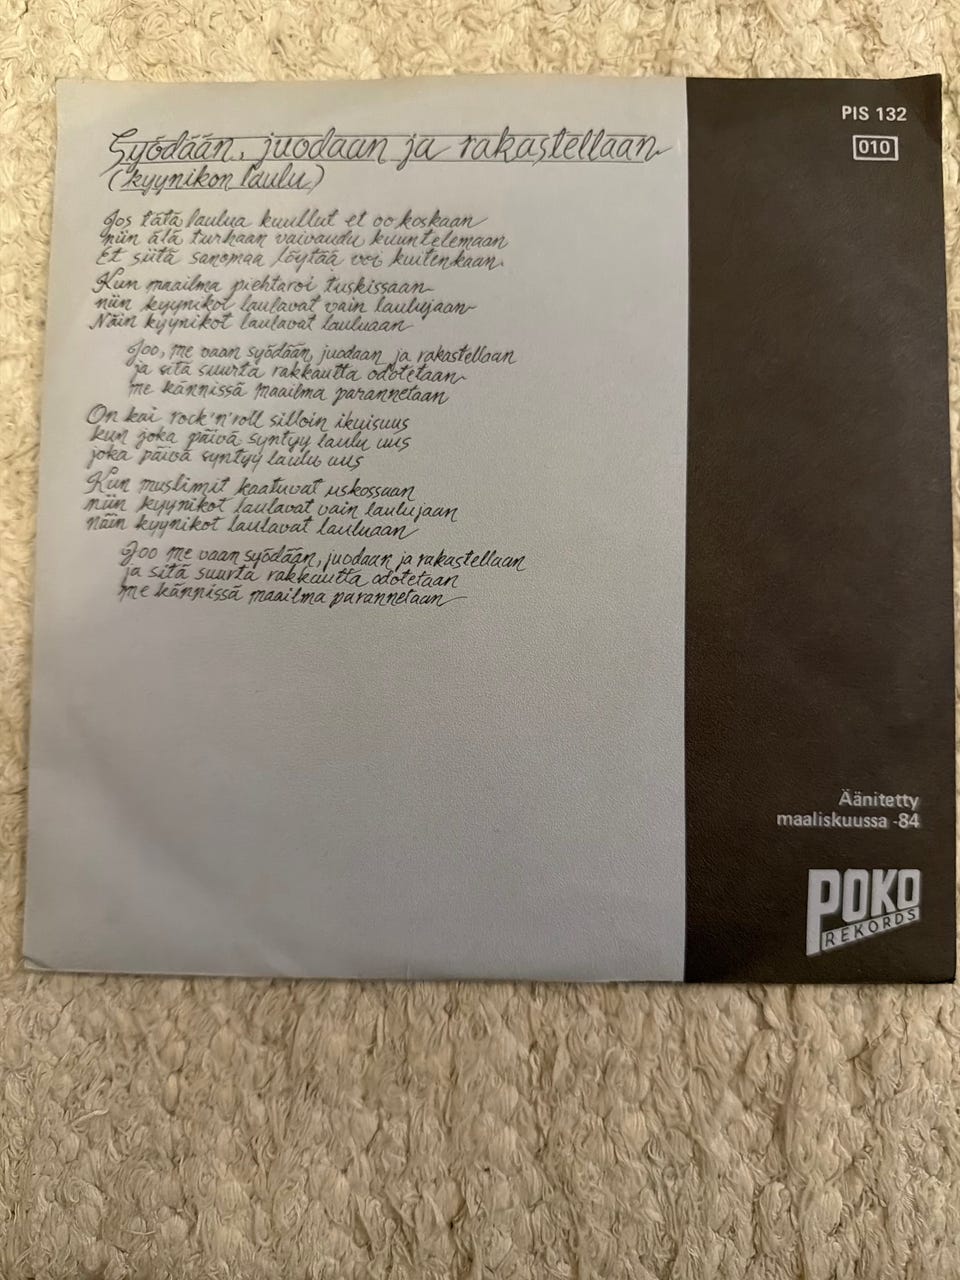 Syödään, juodaan ja rakastellaan
(kyynikon laulu)
Jos tätä laulua kuullut et oo koskaan
niin älä turhaan vaivaudu kuuntelemaan
Et siitä sanomaa löytää voi kuitenkaan
Kun maailma piehtaroi tuskissaan
niin kyynikot laulavat vain laulujaan
Näin kyynikot laulavat lauluaan
Joo, me vaan syödään, juodaan ja rakastellaan
ja sitä suurta rakkautta odotetaan
me kännissä maailma parannetaan
On kai rock'n'roll silloin ikuisuus
kun joka päivä syntyy laulu uus
joka päivä syntyy laulu uus
Kun muslimit kaatuvat uskossaan
niin kyynikot laulavat vain laulujaan
näin kyynikot laulavat lauluaan
Joo me vaan syödään, juodaan ja rakastellaan
ja sitä suurta rakkautta odotetaan
me kännissä maailma parannetaan
PIS 132
010
Äänitetty
maaliskuussa -84
POKO
REKORDS